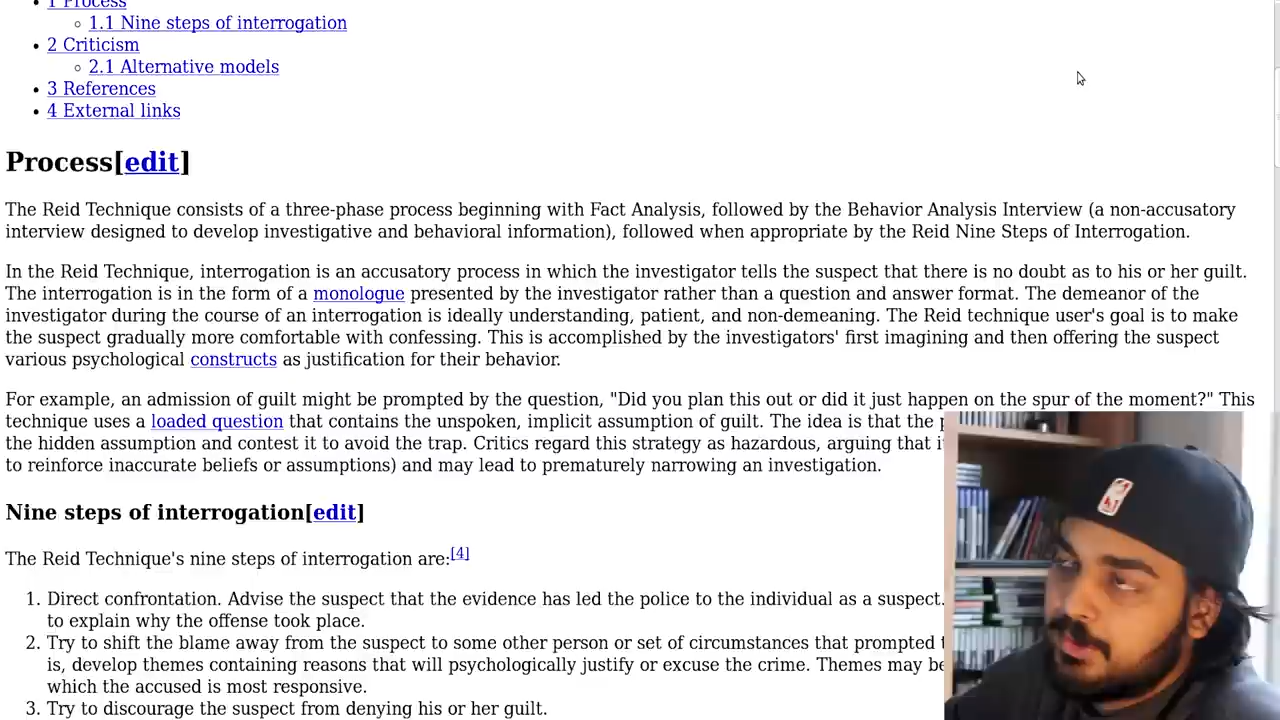 1 Process
1.1 Nine steps of interrogation
2 Criticism
2.1 Alternative models
3 References
4 External links
Process[edit]
The Reid Technique consists of a three-phase process beginning with Fact Analysis, followed by the Behavior Analysis Interview (a non-accusatory
interview designed to develop investigative and behavioral information), followed when appropriate by the Reid Nine Steps of Interrogation.
In the Reid Technique, interrogation is an accusatory process in which the investigator tells the suspect that there is no doubt as to his or her guilt.
The interrogation is in the form of a monologue presented by the investigator rather than a question and answer format. The demeanor of the
investigator during the course of an interrogation is ideally understanding, patient, and non-demeaning. The Reid technique user's goal is to make
the suspect gradually more comfortable with confessing. This is accomplished by the investigators' first imagining and then offering the suspect
various psychological constructs as justification for their behavior.
For example, an admission of guilt might be prompted by the question, "Did you plan this out or did it just happen on the spur of the moment?" This
technique uses a loaded question that contains the unspoken, implicit assumption of guilt. The idea is that the
the hidden assumption and contest it to avoid the trap. Critics regard this strategy as hazardous, arguing that
to reinforce inaccurate beliefs or assumptions) and may lead to prematurely narrowing an investigation.
Nine steps of interrogation[edit]
The Reid Technique's nine steps of interrogation are:[4]
1. Direct confrontation. Advise the suspect that the evidence has led the police to the individual as a suspect.
to explain why the offense took place.
2. Try to shift the blame away from the suspect to some other person or set of circumstances that prompted
is, develop themes containing reasons that will psychologically justify or excuse the crime. Themes may
which the accused is most responsive.
3. Try to discourage the suspect from denying his or her guilt.